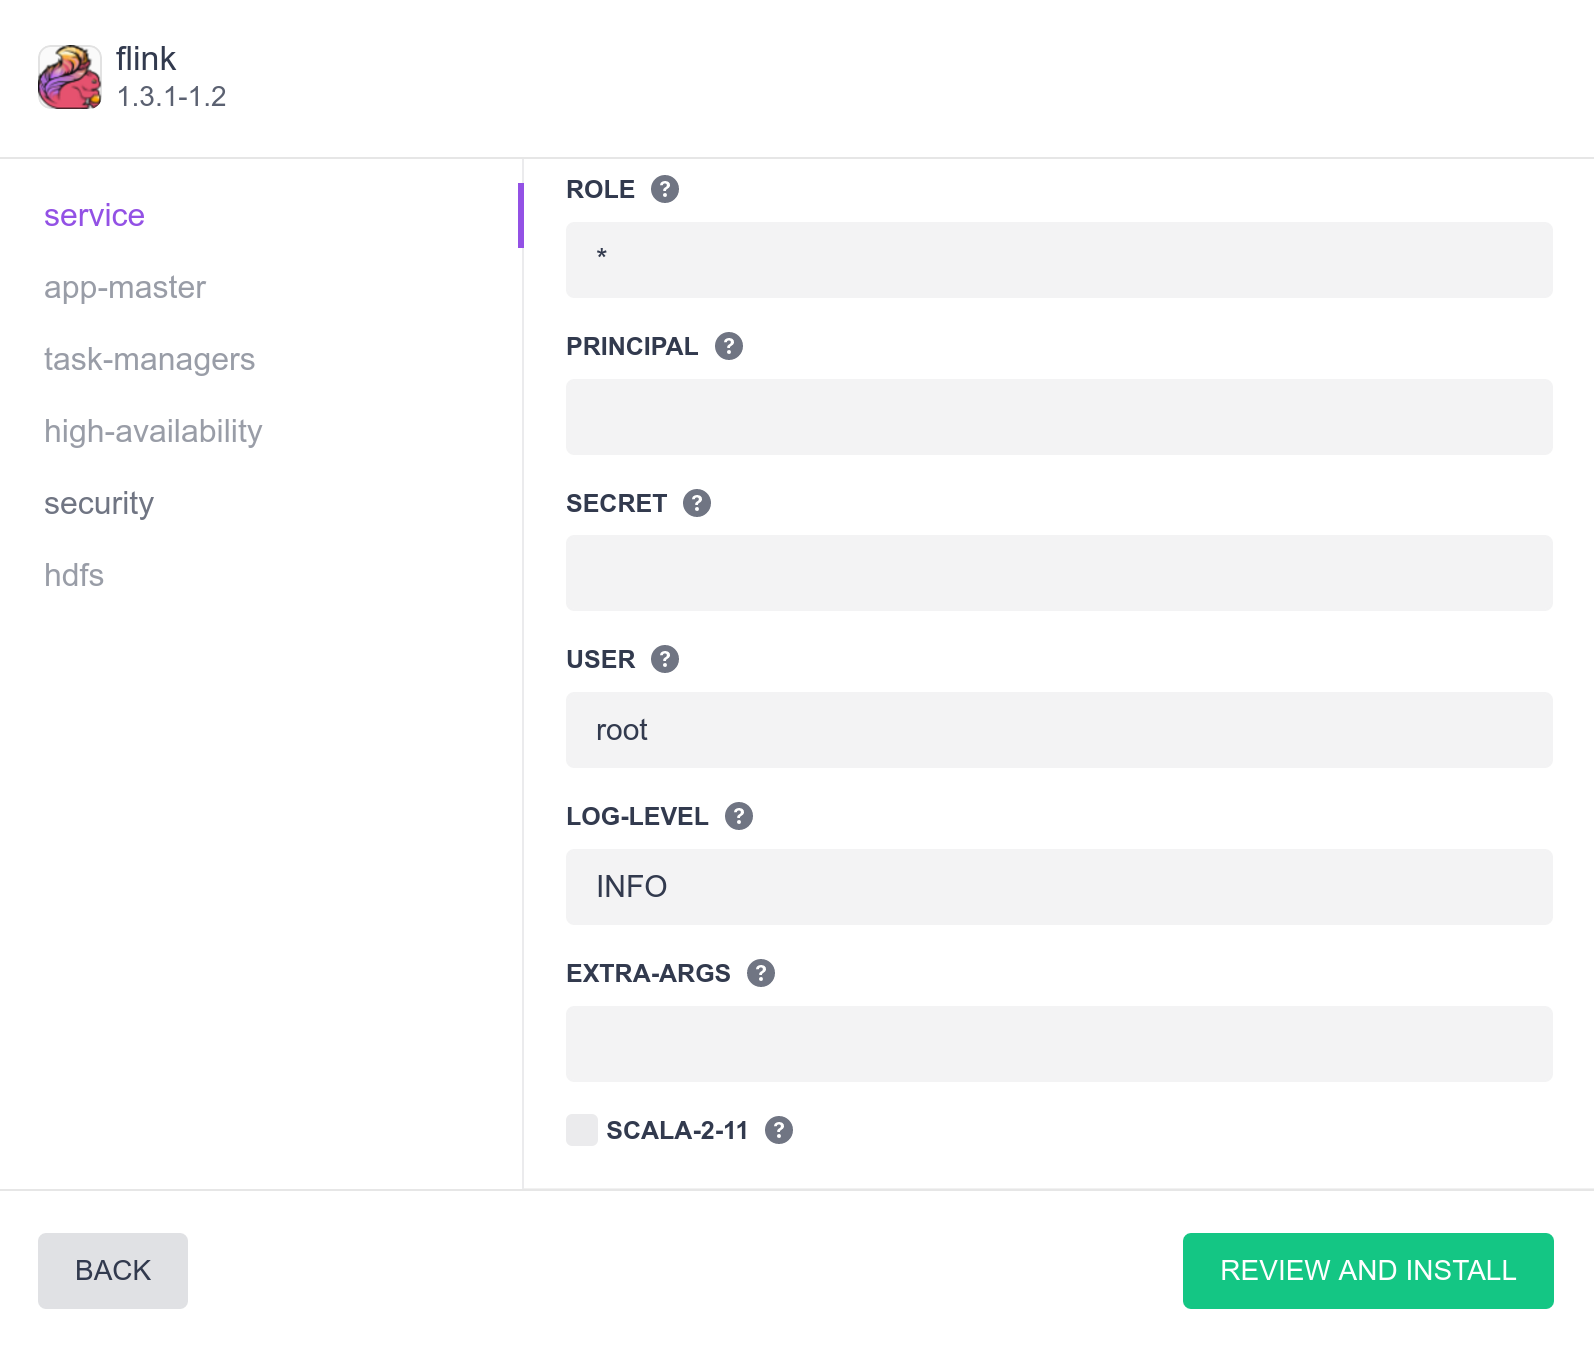 flink
1.3.1-1.2
service
app-master
task-managers
high-availability
security
hdfs
ROLE ?
*
PRINCIPAL ?
SECRET ?
USER ?
root
LOG-LEVEL ?
INFO
EXTRA-ARGS ?
SCALA-2-11 ?
BACK
REVIEW AND INSTALL